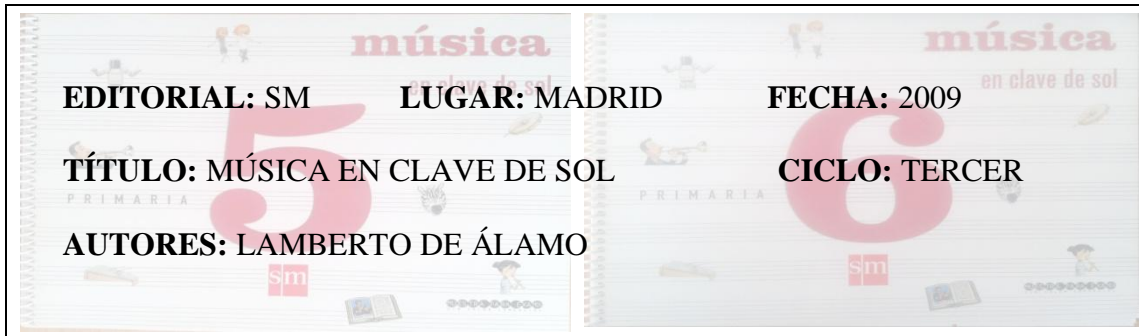 música música
en clave de sol en clave de sol
EDITORIAL: SM LUGAR: MADRID FECHA: 2009
5 6
TÍTULO: MÚSICA EN CLAVE DE SOL CICLO: TERCER
PRIMARIA PRIMARIA
AUTORES: LAMBERTO DE ÁLAMO
sm sm